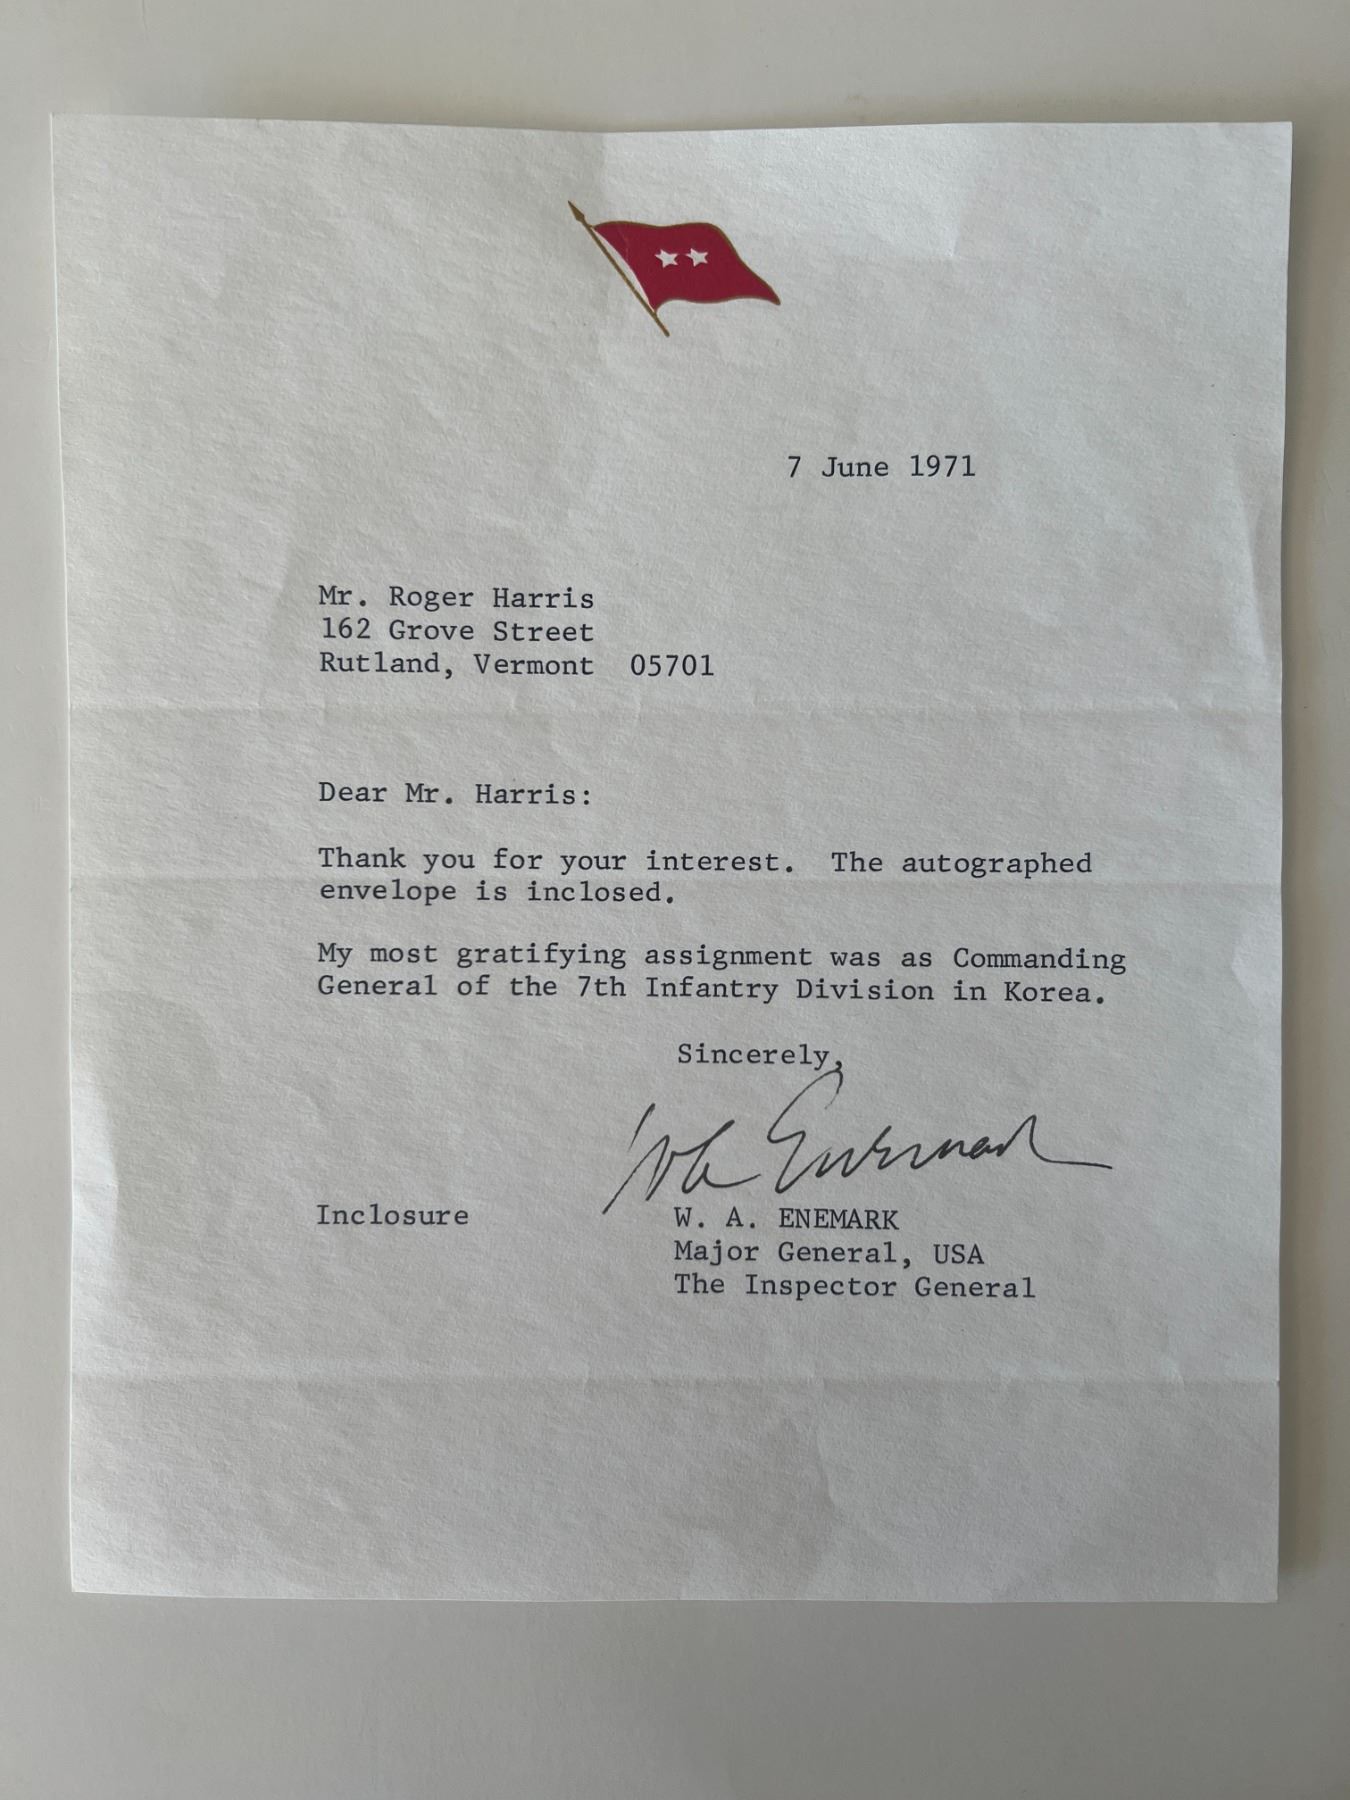 7 June 1971
Mr. Roger Harris
162 Grove Street
Rutland, Vermont  05701
Dear Mr. Harris:
Thank you for your interest.  The autographed
envelope is inclosed.
My most gratifying assignment was as Commanding
General of the 7th Infantry Division in Korea.
Sincerely,
WA Enemark
Inclosure
W. A. ENEMARK
Major General, USA
The Inspector General